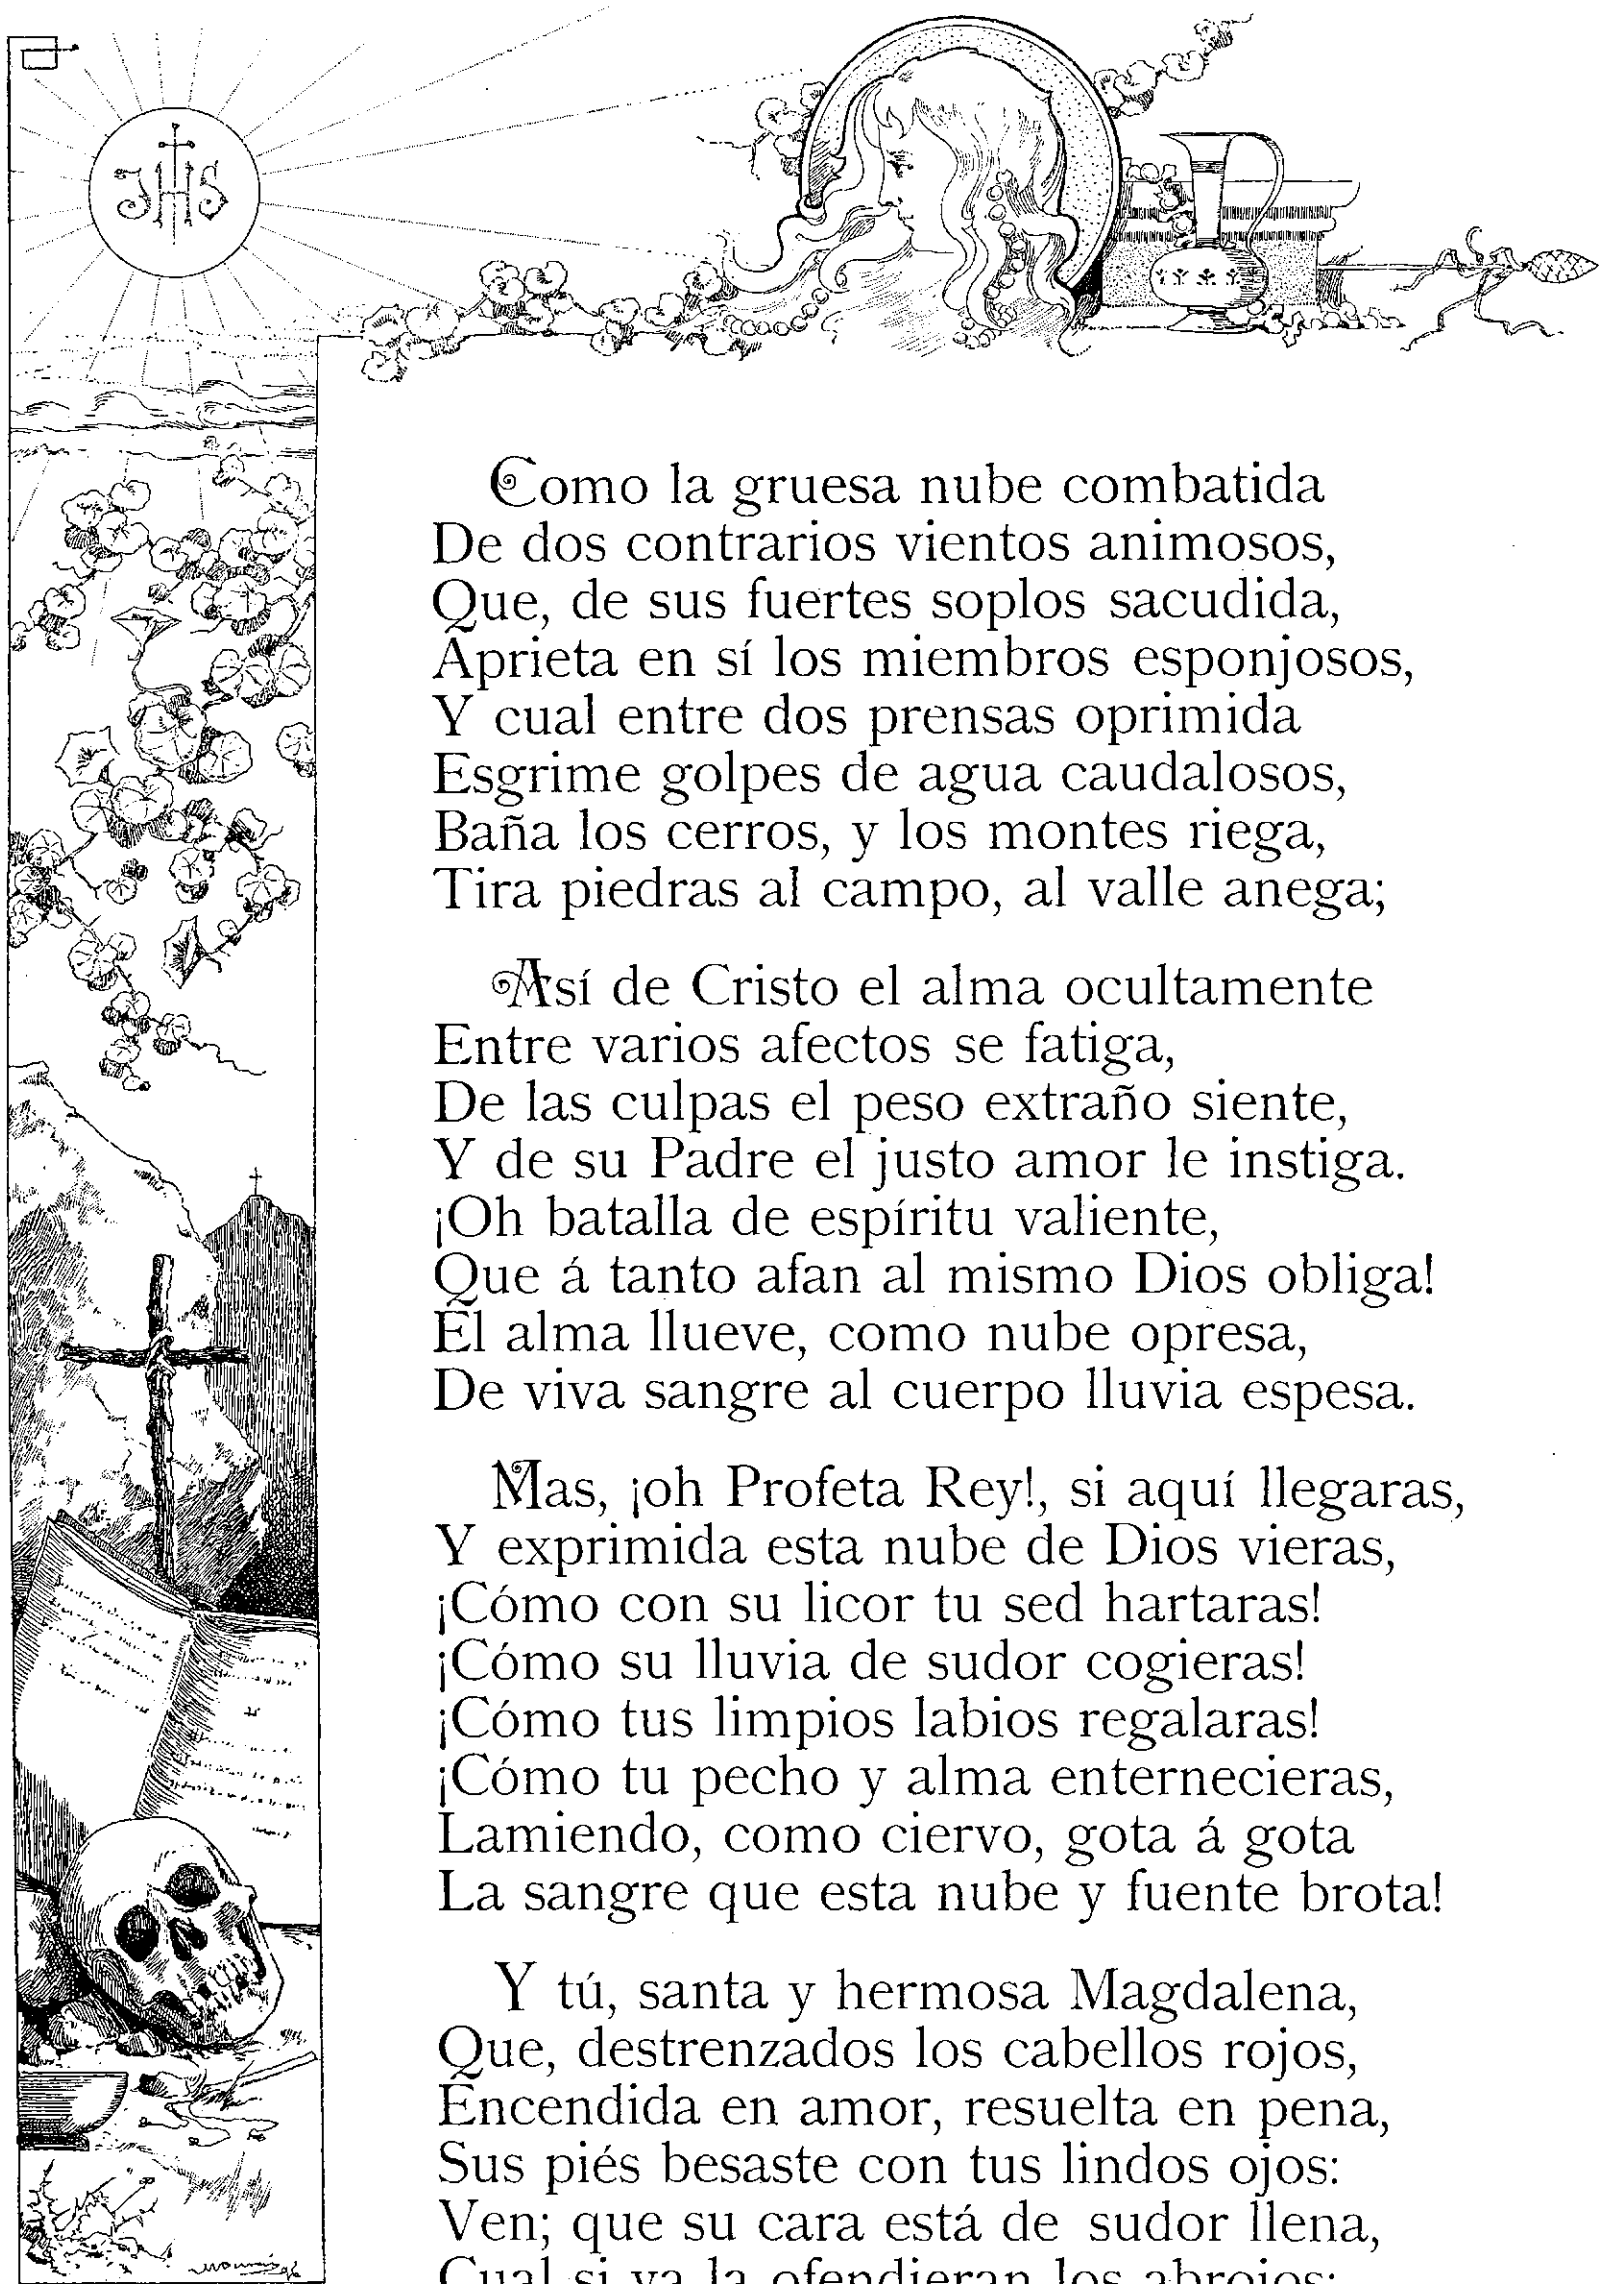 JHS
Como la gruesa nube combatida
De dos contrarios vientos animosos,
Que, de sus fuertes soplos sacudida,
Aprieta en sí los miembros esponjosos,
Y cual entre dos prensas oprimida
Esgrime golpes de agua caudalosos,
Baña los cerros, y los montes riega,
Tira piedras al campo, al valle anega;
Así de Cristo el alma ocultamente
Entre varios afectos se fatiga,
De las culpas el peso extraño siente,
Y de su Padre el justo amor le instiga.
¡Oh batalla de espíritu valiente,
Que á tanto afan al mismo Dios obliga!
El alma llueve, como nube opresa,
De viva sangre al cuerpo lluvia espesa.
Mas, ¡oh Profeta Rey!, si aquí llegaras,
Y exprimida esta nube de Dios vieras,
¡Cómo con su licor tu sed hartaras!
¡Cómo su lluvia de sudor cogieras!
¡Cómo tus limpios labios regalaras!
¡Cómo tu pecho y alma enternecieras,
Lamiendo, como ciervo, gota á gota
La sangre que esta nube y fuente brota!
Y tú, santa y hermosa Magdalena,
Que, destrenzados los cabellos rojos,
Encendida en amor, resuelta en pena,
Sus piés besaste con tus lindos ojos:
Ven; que su cara está de sudor llena,
Cual si ya la ofendieran los abrojos: